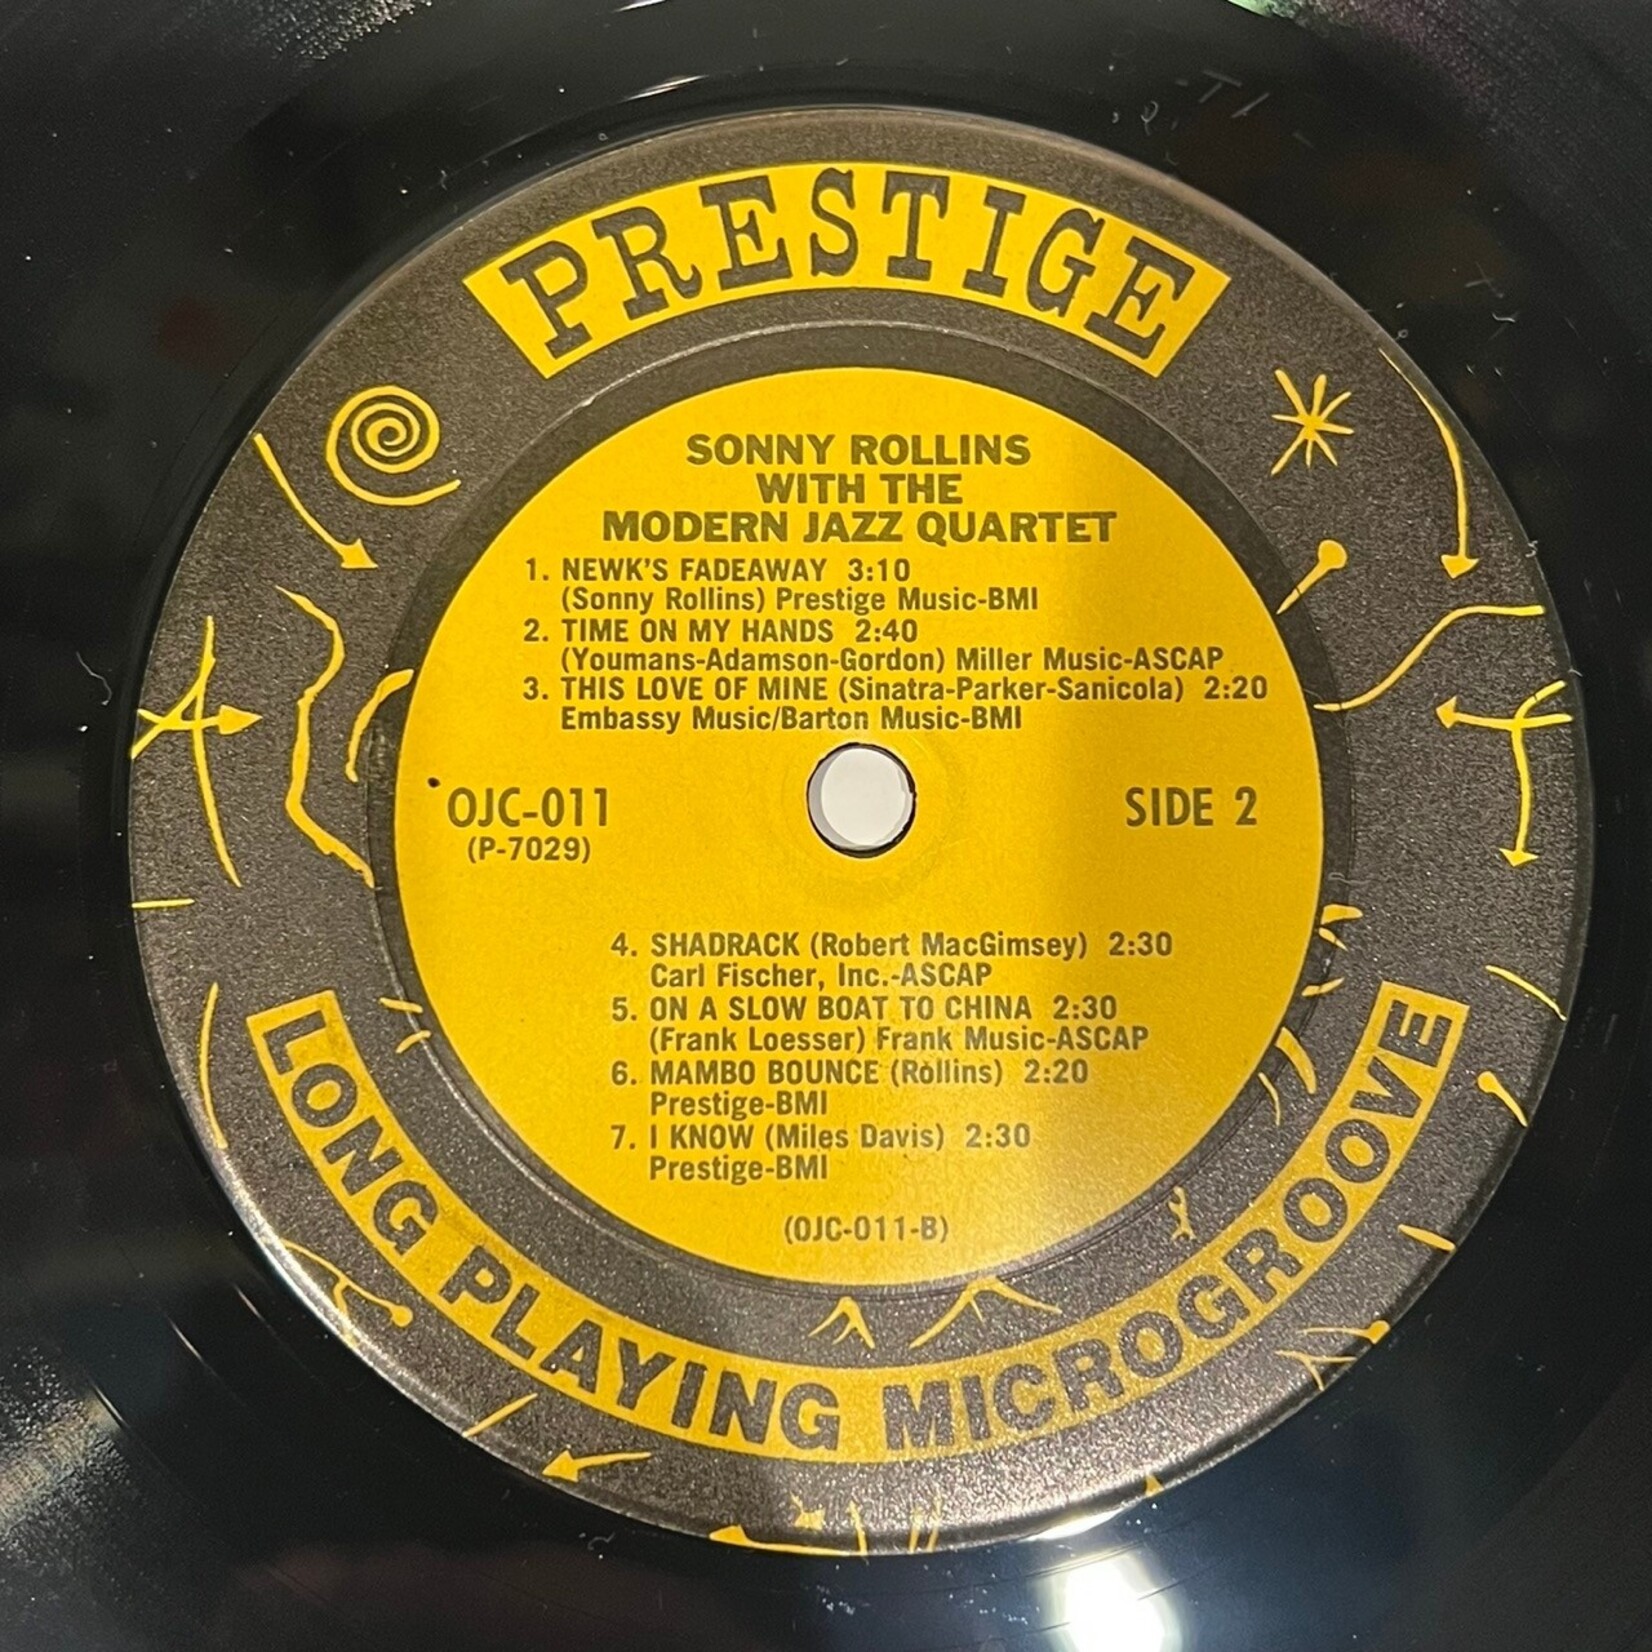 PRESTIGE
SONNY ROLLINS
WITH THE
MODERN JAZZ QUARTET
1. NEWK'S FADEAWAY 3:10
(Sonny Rollins) Prestige Music-BMI
2. TIME ON MY HANDS 2:40
(Youmans-Adamson-Gordon) Miller Music-ASCAP
3. THIS LOVE OF MINE (Sinatra-Parker-Sanicola) 2:20
Embassy Music/Barton Music-BMI
OJC-011
(P-7029)
SIDE 2
4. SHADRACK (Robert MacGimsey) 2:30
Carl Fischer, Inc.-ASCAP
5. ON A SLOW BOAT TO CHINA 2:30
(Frank Loesser) Frank Music-ASCAP
6. MAMBO BOUNCE (Rollins) 2:20
Prestige-BMI
7. I KNOW (Miles Davis) 2:30
Prestige-BMI
(OJC-011-B)
LONG PLAYING MICROGROOVE